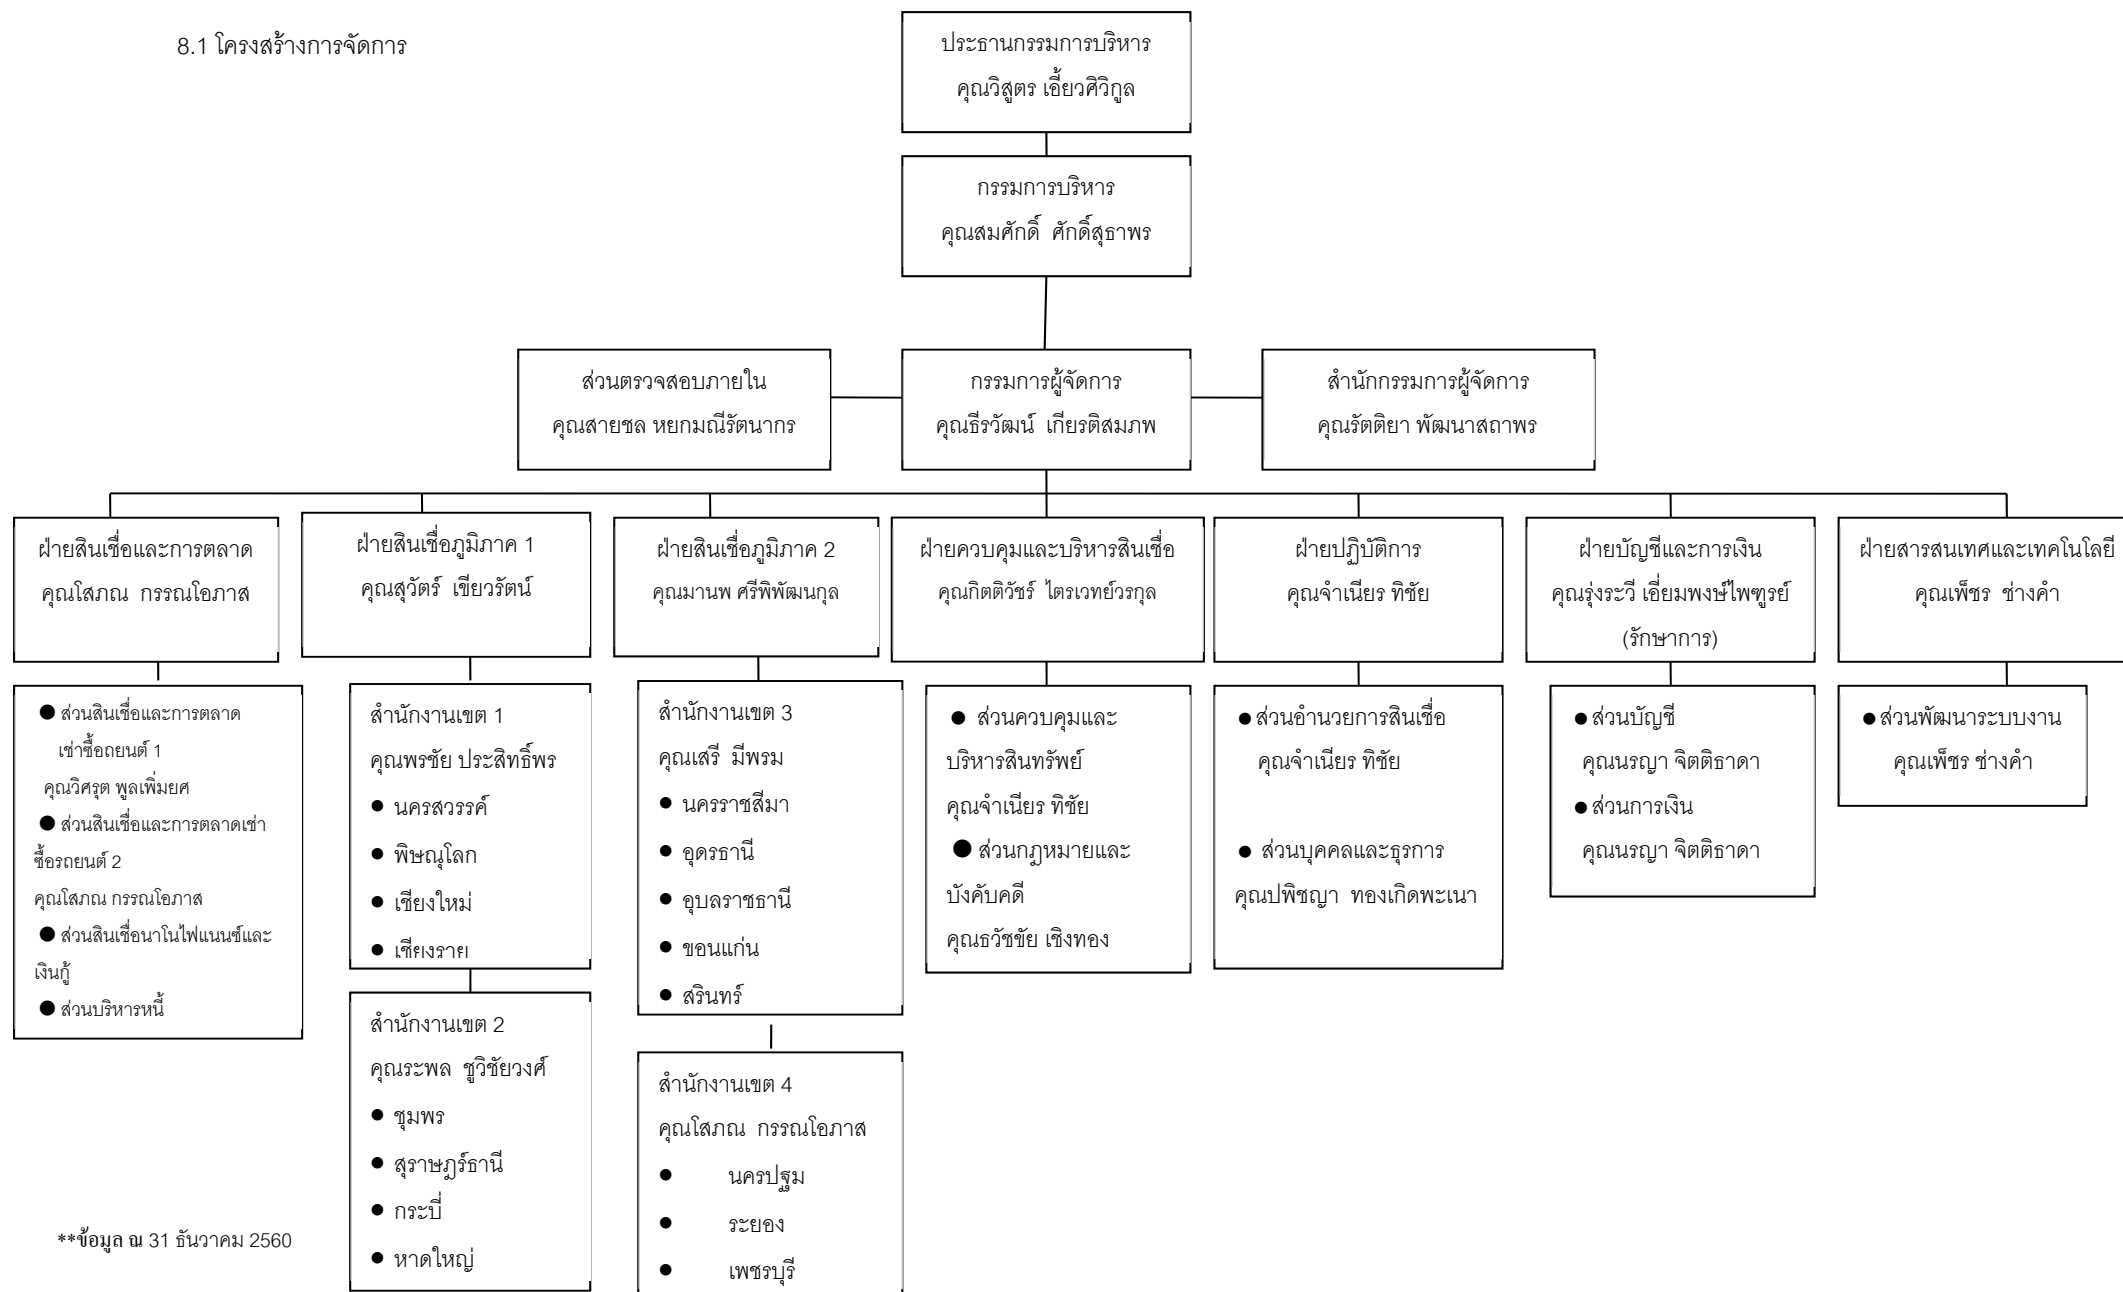 8.1 โครงสร้างการจัดการ
ประธานกรรมการบริหาร
คุณวิสูตร เอี้ยวศิวิกูล
กรรมการบริหาร
คุณสมศักดิ์ ศักดิ์สุธาพร
ส่วนตรวจสอบภายใน
คุณสายชล หยกมณีรัตนากร
กรรมการผู้จัดการ
คุณธีรวัฒน์ เกียรติสมภพ
สำนักกรรมการผู้จัดการ
คุณรัตติยา พัฒนาสถาพร
ฝ่ายสินเชื่อและการตลาด
คุณโสภณ กรรณโอภาส
ฝ่ายสินเชื่อภูมิภาค 1
คุณสุวัตร์ เขียวรัตน์
ฝ่ายสินเชื่อภูมิภาค 2
คุณมานพ ศรีพิพัฒนกุล
ฝ่ายควบคุมและบริหารสินเชื่อ
คุณกิตติวัชร์ ไตรเวทย์วรกุล
ฝ่ายปฏิบัติการ
คุณจำเนียร ทิชัย
ฝ่ายบัญชีและการเงิน
คุณรุ่งระวี เอี่ยมพงษ์ไพฑูรย์
(รักษาการ)
ฝ่ายสารสนเทศและเทคโนโลยี
คุณเพ็ชร ช่างคำ
● ส่วนสินเชื่อและการตลาด
เช่าซื้อถยนต์ 1
คุณวิศรุต พูลเพิ่มยศ
● ส่วนสินเชื่อและการตลาดเช่า
ซื้อรถยนต์ 2
คุณโสภณ กรรณโอภาส
● ส่วนสินเชื่อนาโนไฟแนนซ์และ
เงินกู้
● ส่วนบริหารหนี้
สำนักงานเขต 1
คุณพรชัย ประสิทธิ์พร
● นครสวรรค์
● พิษณุโลก
● เชียงใหม่
● เชียงราย
สำนักงานเขต 2
คุณระพล ชูวิชัยวงศ์
● ชุมพร
● สุราษฎร์ธานี
● กระบี่
● หาดใหญ่
สำนักงานเขต 3
คุณเสรี มีพรม
● นครราชสีมา
● อุดรธานี
● อุบลราชธานี
● ขอนแก่น
● สุรินทร์
สำนักงานเขต 4
คุณโสภณ กรรณโอภาส
● นครปฐม
● ระยอง
● เพชรบุรี
● ส่วนควบคุมและ
บริหารสินทรัพย์
คุณจำเนียร ทิชัย
● ส่วนกฎหมายและ
บังคับคดี
คุณธวัชชัย เชิงทอง
● ส่วนอำนวยการสินเชื่อ
คุณจำเนียร ทิชัย
● ส่วนบุคคลและธุรการ
คุณปพิชญา ทองเกิดพะเนา
● ส่วนบัญชี
คุณนรญา จิตติธาดา
● ส่วนการเงิน
คุณนรญา จิตติธาดา
● ส่วนพัฒนาระบบงาน
คุณเพ็ชร ช่างคำ
**ข้อมูล ณ 31 ธันวาคม 2560